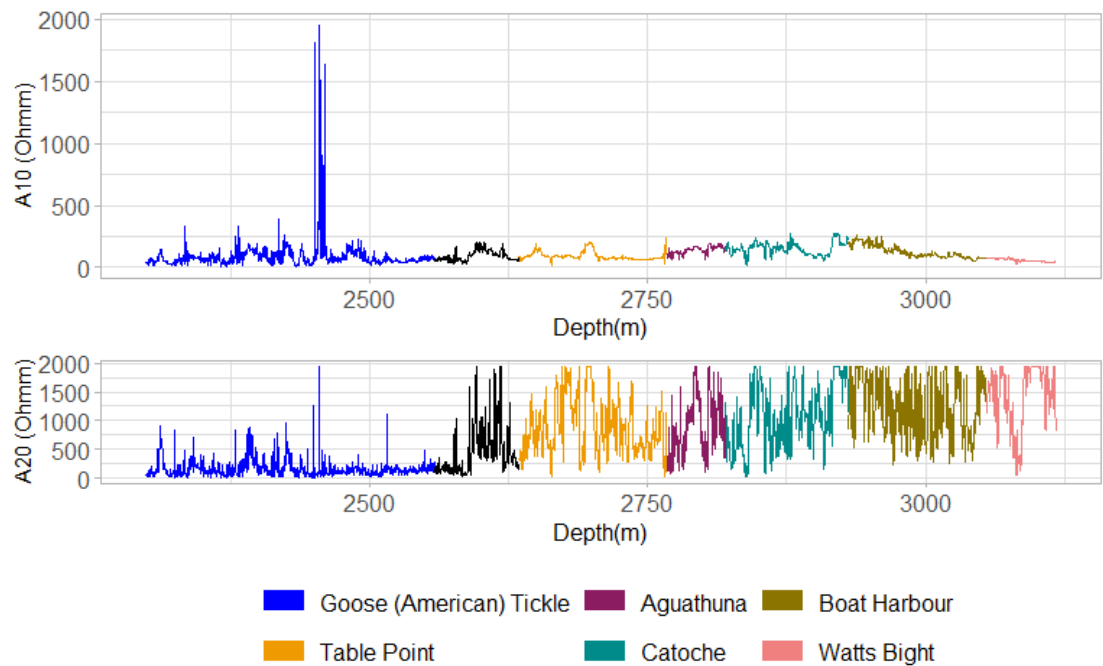 2000
1500
1000
500
0
A10 (Ohmm)
2500 2750 3000
Depth(m)
2000
1500
1000
500
0
A20 (Ohmm)
2500 2750 3000
Depth(m)
Goose (American) Tickle Aguathuna Boat Harbour
Table Point Catoche Watts Bight